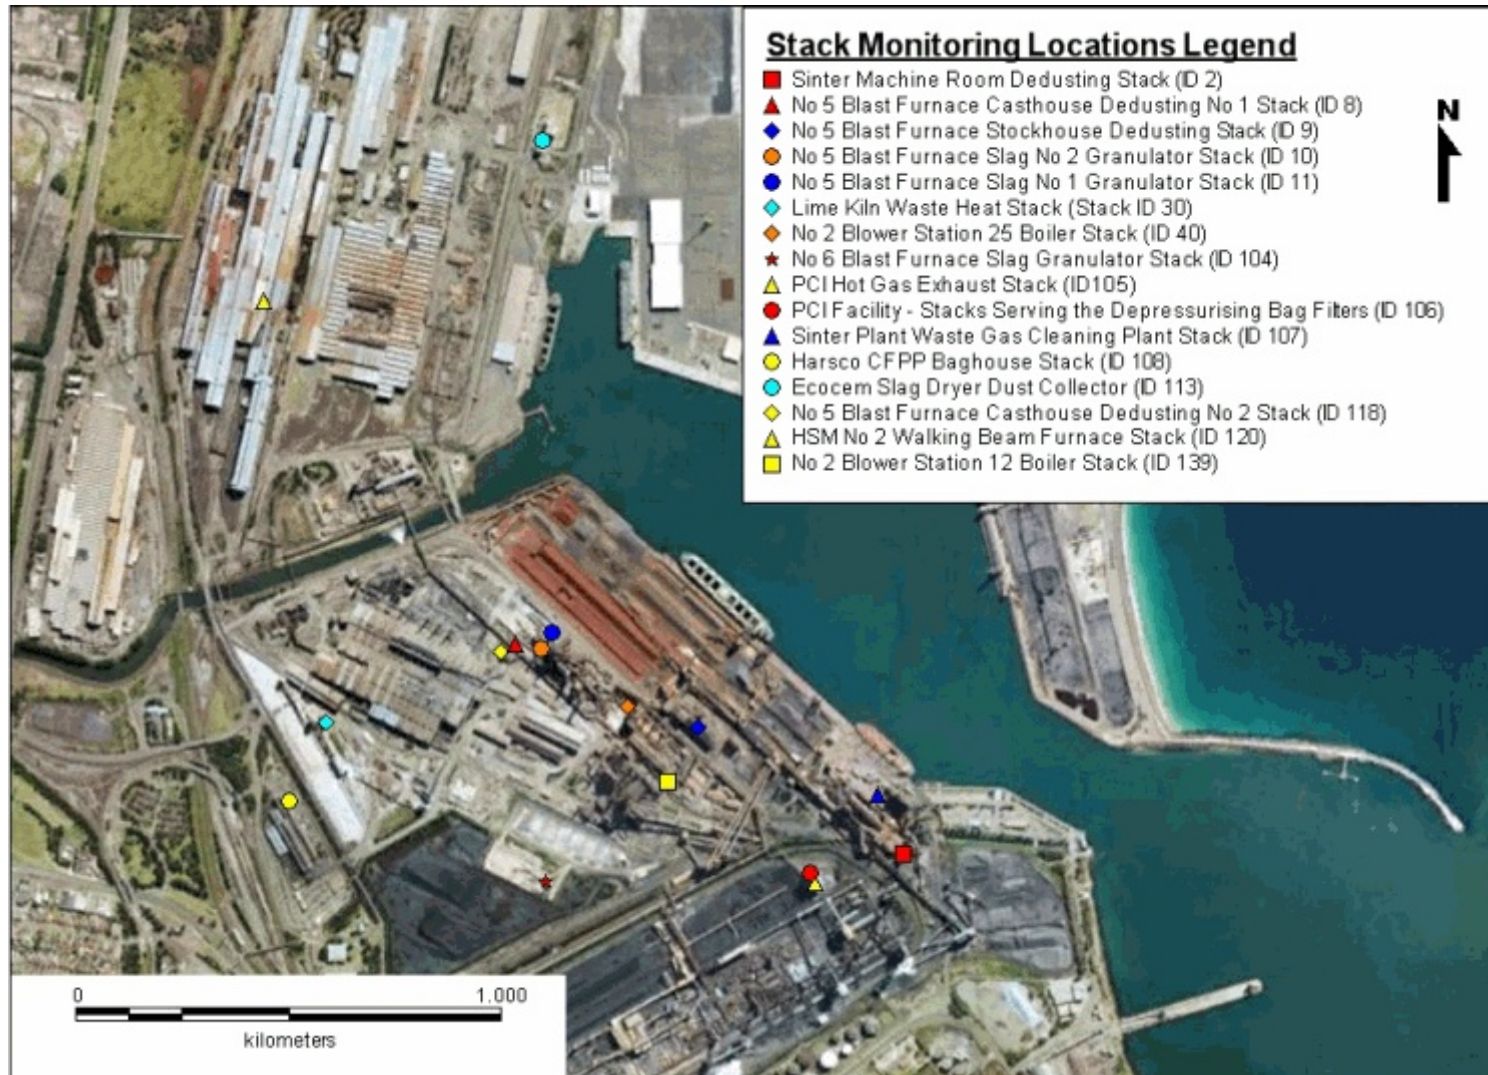 Stack Monitoring Locations Legend
Sinter Machine Room Dedusting Stack (ID 2)
No 5 Blast Furnace Casthouse Dedusting No 1 Stack (ID 8)
No 5 Blast Furnace Stockhouse Dedusting Stack (ID 9)
No 5 Blast Furnace Slag No 2 Granulator Stack (ID 10)
No 5 Blast Furnace Slag No 1 Granulator Stack (ID 11)
Lime Kiln Waste Heat Stack (Stack ID 30)
No 2 Blower Station 25 Boiler Stack (ID 40)
No 6 Blast Furnace Slag Granulator Stack (ID 104)
PCI Hot Gas Exhaust Stack (ID105)
PCI Facility - Stacks Serving the Depressurising Bag Filters (ID 106)
Sinter Plant Waste Gas Cleaning Plant Stack (ID 107)
Harsco CFPP Baghouse Stack (ID 108)
Ecocem Slag Dryer Dust Collector (ID 113)
No 5 Blast Furnace Casthouse Dedusting No 2 Stack (ID 118)
HSM No 2 Walking Beam Furnace Stack (ID 120)
No 2 Blower Station 12 Boiler Stack (ID 139)
N
0 1.000
kilometers